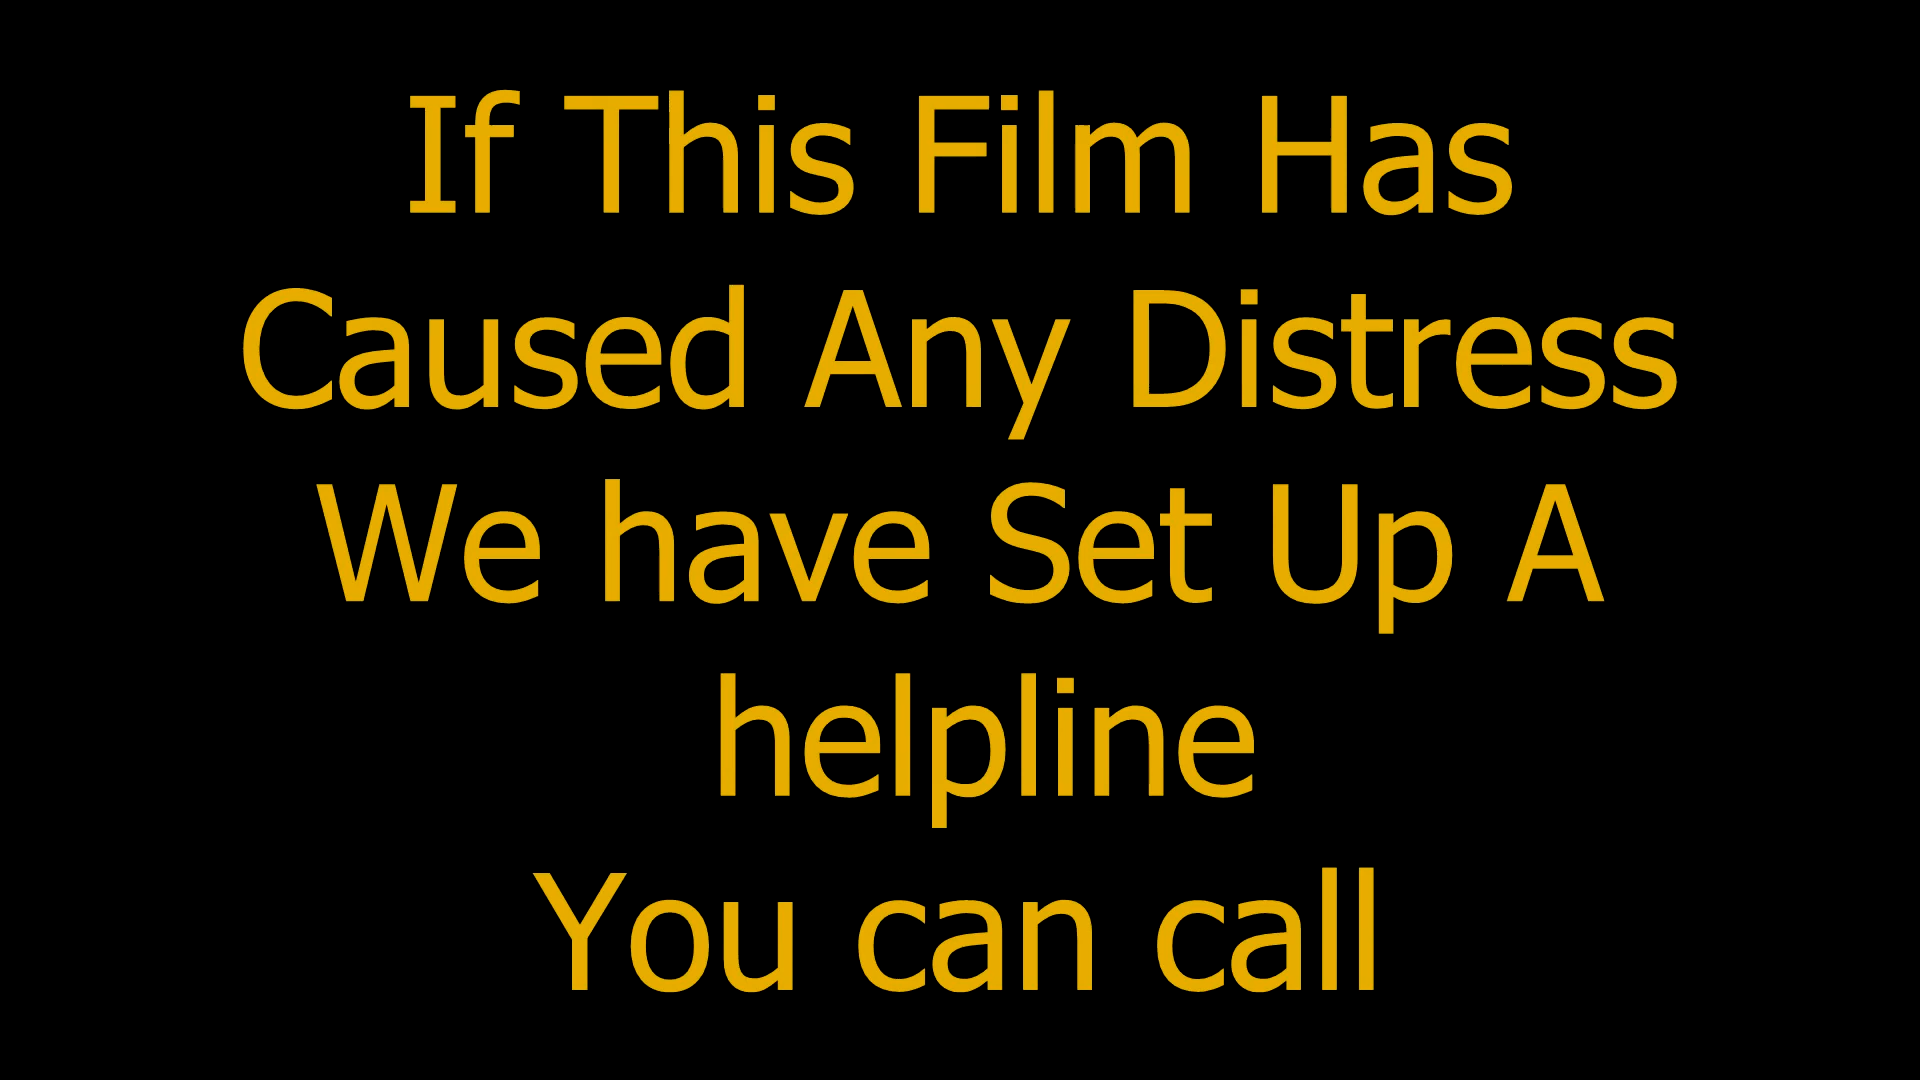 If This Film Has
Caused Any Distress
We have Set Up A
helpline
You can call